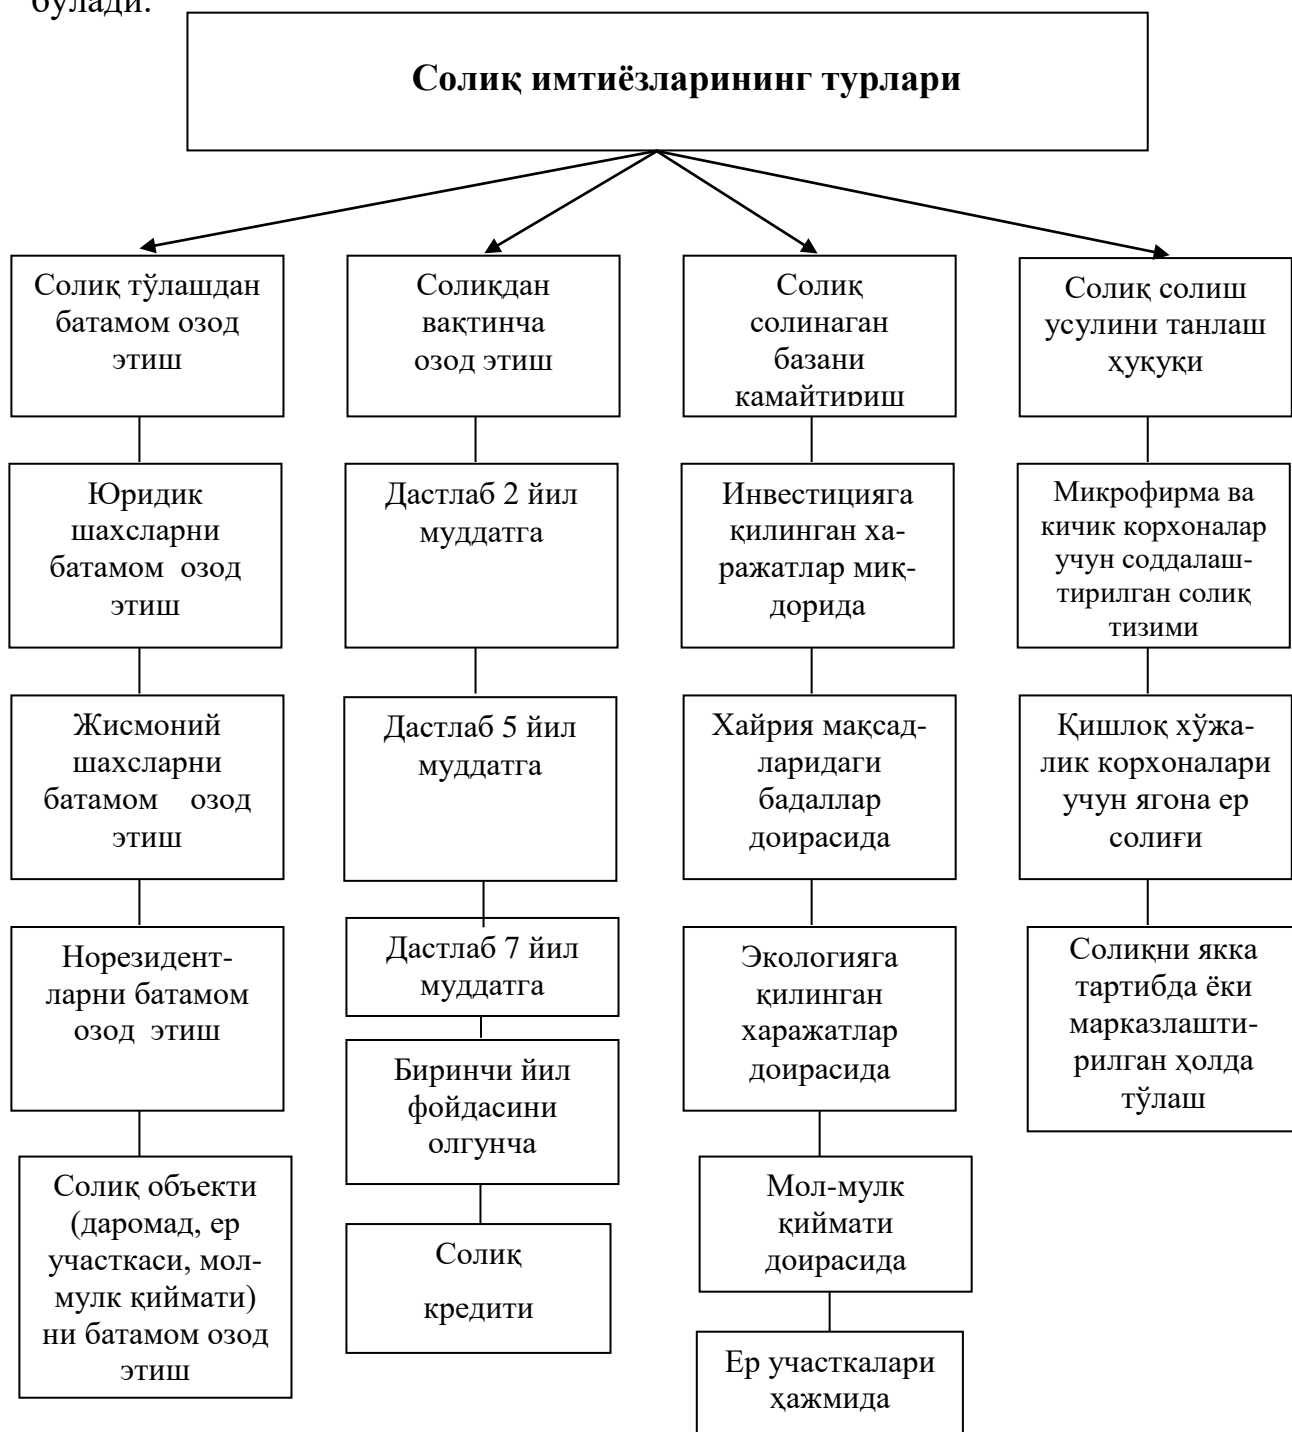 булади.
Солиқ имтиёзларининг турлари
Солиқ тўлашдан
батамом озод
этиш
Юридик
шахсларни
батамом озод
этиш
Жисмоний
шахсларни
батамом озод
этиш
Норезидент-
ларни батамом
озод этиш
Солиқ объекти
(даромад, ер
участкаси, мол-
мулк қиймати)
ни батамом озод
этиш
Солиқдан
вақтинча
озод этиш
Дастлаб 2 йил
муддатга
Дастлаб 5 йил
муддатга
Дастлаб 7 йил
муддатга
Биринчи йил
фойдасини
олгунча
Солиқ
кредити
Солиқ
солинаган
базани
камайтириш
Инвестицияга
қилинган ха-
ражатлар миқ-
дорида
Хайрия мақсад-
ларидаги
бадаллар
доирасида
Экологияга
қилинган
харажатлар
доирасида
Мол-мулк
қиймати
доирасида
Ер участкалари
ҳажмида
Солиқ солиш
усулини танлаш
ҳуқуқи
Микрофирма ва
кичик корхоналар
учун соддалаш-
тирилган солиқ
тизими
Қишлоқ хўжа-
лик корхоналари
учун ягона ер
солиғи
Солиқни якка
тартибда ёки
марказлашти-
рилган ҳолда
тўлаш